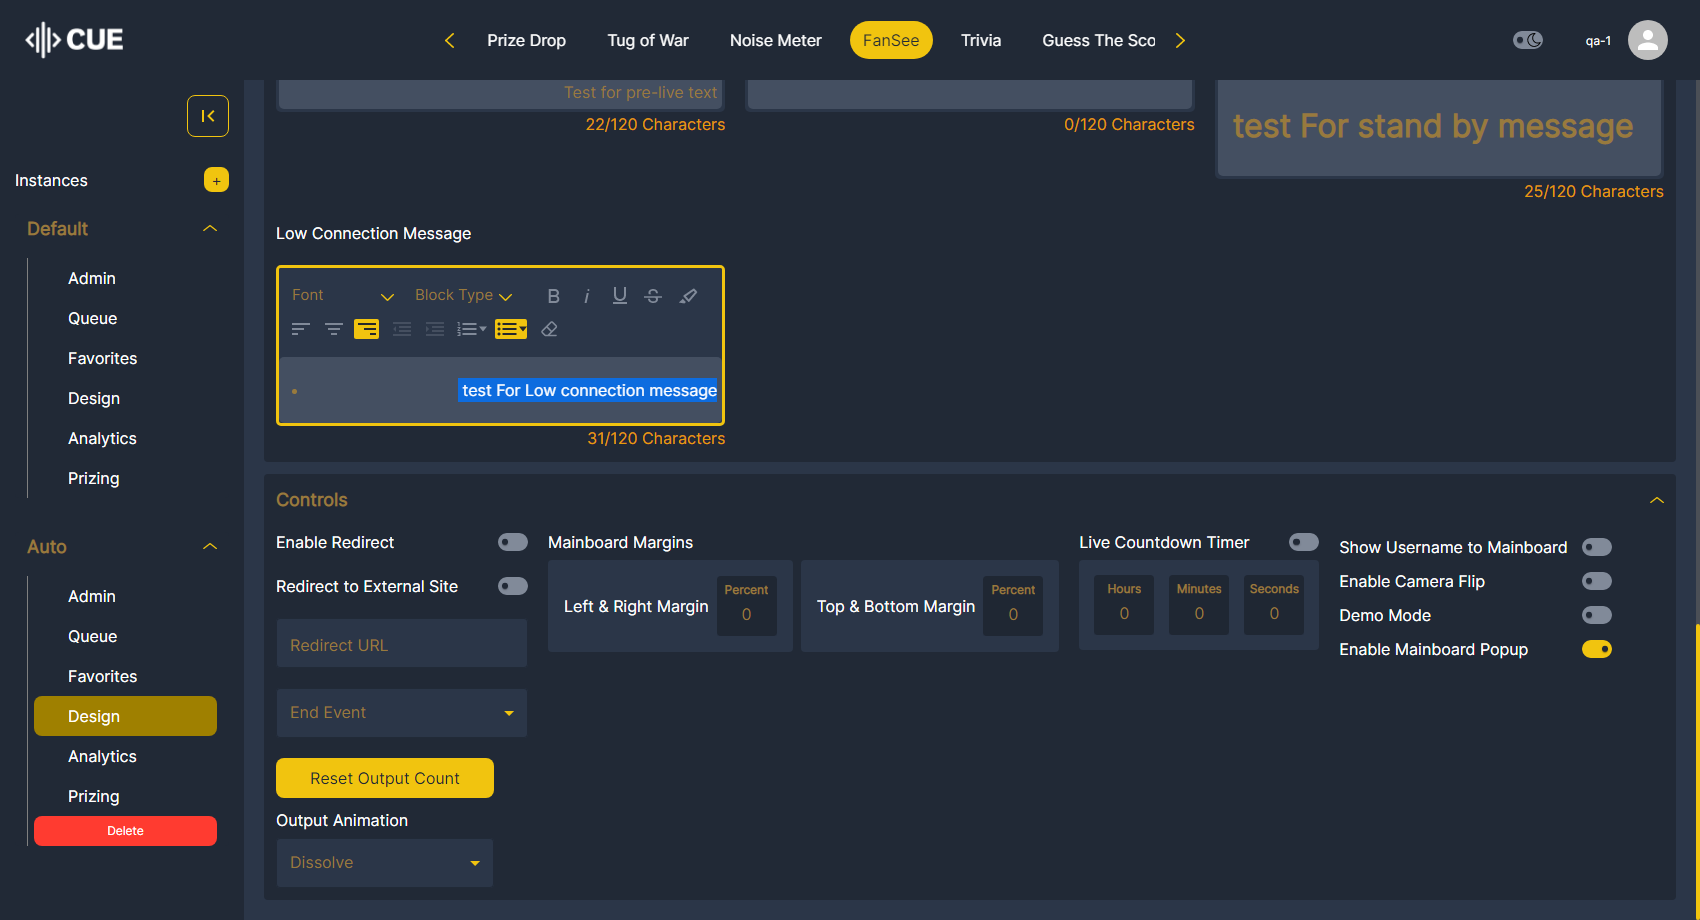 CUE
Prize Drop
Tug of War
Noise Meter
FanSee
Trivia
Guess The Sco
qa-1
Instances
+
Default
Admin
Queue
Favorites
Design
Analytics
Prizing
Auto
Admin
Queue
Favorites
Design
Analytics
Prizing
Delete
Test for pre-live text
22/120 Characters
0/120 Characters
test For stand by message
25/120 Characters
Low Connection Message
Font
Block Type
B i U S
test For Low connection message
31/120 Characters
Controls
Enable Redirect
Redirect to External Site
Redirect URL
End Event
Reset Output Count
Output Animation
Dissolve
Mainboard Margins
Left & Right Margin
Percent
0
Top & Bottom Margin
Percent
0
Live Countdown Timer
Hours
0
Minutes
0
Seconds
0
Show Username to Mainboard
Enable Camera Flip
Demo Mode
Enable Mainboard Popup